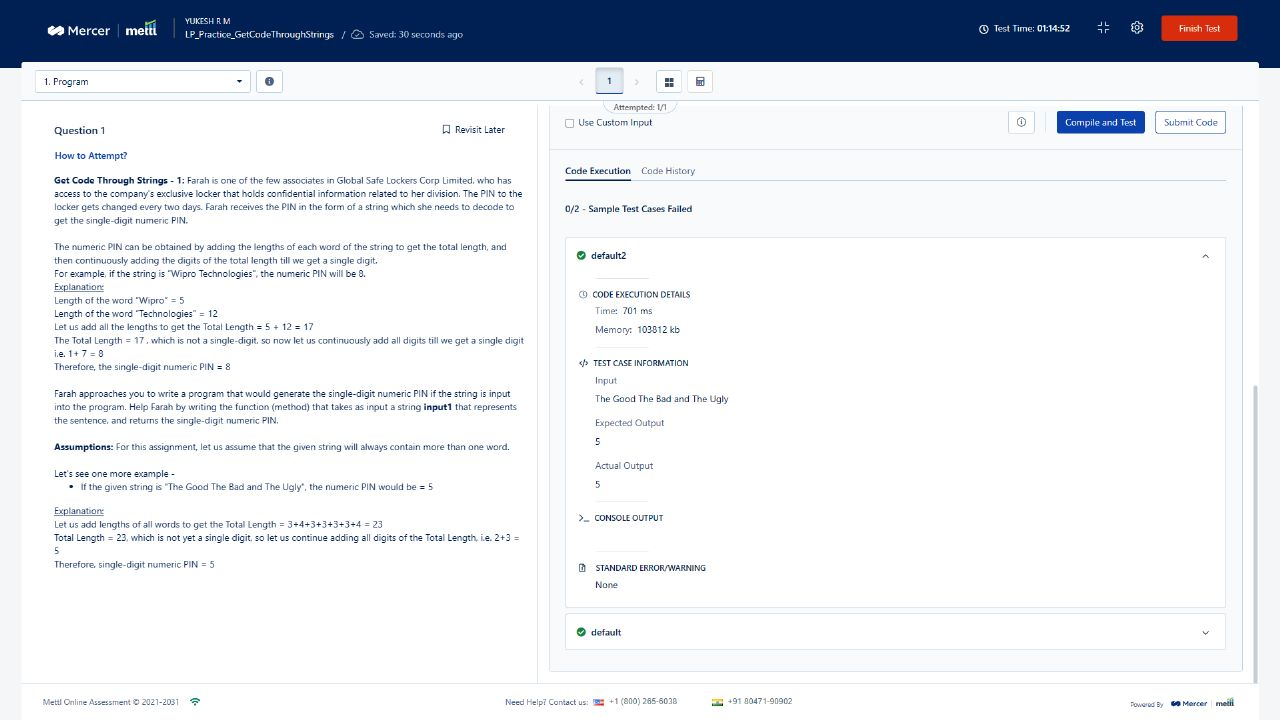 Mercer | mettl
YUKESH R M
LP_Practice_GetCodeThroughStrings / Saved: 30 seconds ago
Test Time: 01:14:52
Finish Test
1. Program
1
Attempted: 1/1
Question 1
Revisit Later
How to Attempt?
Get Code Through Strings - 1: Farah is one of the few associates in Global Safe Lockers Corp Limited, who has
access to the company's exclusive locker that holds confidential information related to her division. The PIN to the
locker gets changed every two days. Farah receives the PIN in the form of a string which she needs to decode to
get the single-digit numeric PIN.
The numeric PIN can be obtained by adding the lengths of each word of the string to get the total length, and
then continuously adding the digits of the total length till we get a single digit.
For example, if the string is "Wipro Technologies", the numeric PIN will be 8.
Explanation:
Length of the word "Wipro" = 5
Length of the word "Technologies" = 12
Let us add all the lengths to get the Total Length = 5 + 12 = 17
The Total Length = 17 , which is not a single-digit, so now let us continuously add all digits till we get a single digit
i.e. 1+ 7 = 8
Therefore, the single-digit numeric PIN = 8
Farah approaches you to write a program that would generate the single-digit numeric PIN if the string is input
into the program. Help Farah by writing the function (method) that takes as input a string input1 that represents
the sentence, and returns the single-digit numeric PIN.
Assumptions: For this assignment, let us assume that the given string will always contain more than one word.
Let's see one more example -
• If the given string is "The Good The Bad and The Ugly", the numeric PIN would be = 5
Explanation:
Let us add lengths of all words to get the Total Length = 3+4+3+3+3+3+4 = 23
Total Length = 23, which is not yet a single digit, so let us continue adding all digits of the Total Length, i.e. 2+3 =
5
Therefore, single-digit numeric PIN = 5
Use Custom Input
Compile and Test
Submit Code
Code Execution
Code History
0/2 - Sample Test Cases Failed
default2
CODE EXECUTION DETAILS
Time: 701 ms
Memory: 103812 kb
TEST CASE INFORMATION
Input
The Good The Bad and The Ugly
Expected Output
5
Actual Output
5
CONSOLE OUTPUT
STANDARD ERROR/WARNING
None
default
Mettl Online Assessment © 2021-2031
Need Help? Contact us: +1 (800) 265-6038
+91 80471-90902
Powered By Mercer | mettl